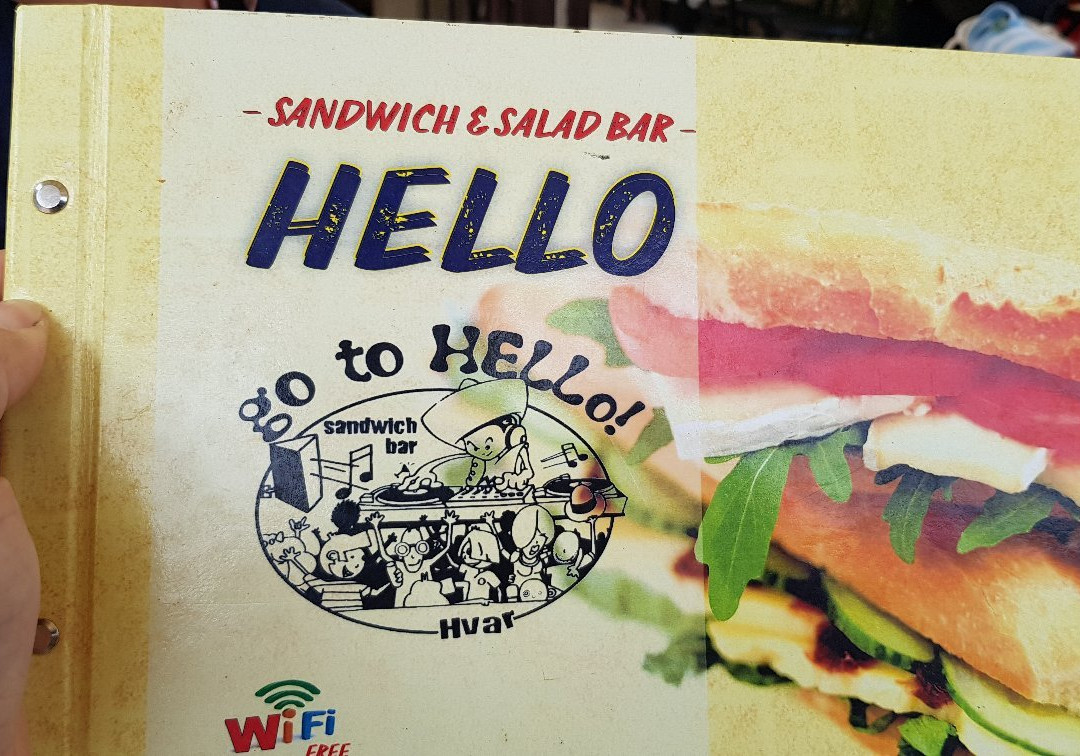 - SANDWICH & SALAD BAR -
HELLO
go to HELLO!
sandwich
bar
Hvar
WiFi
FREE